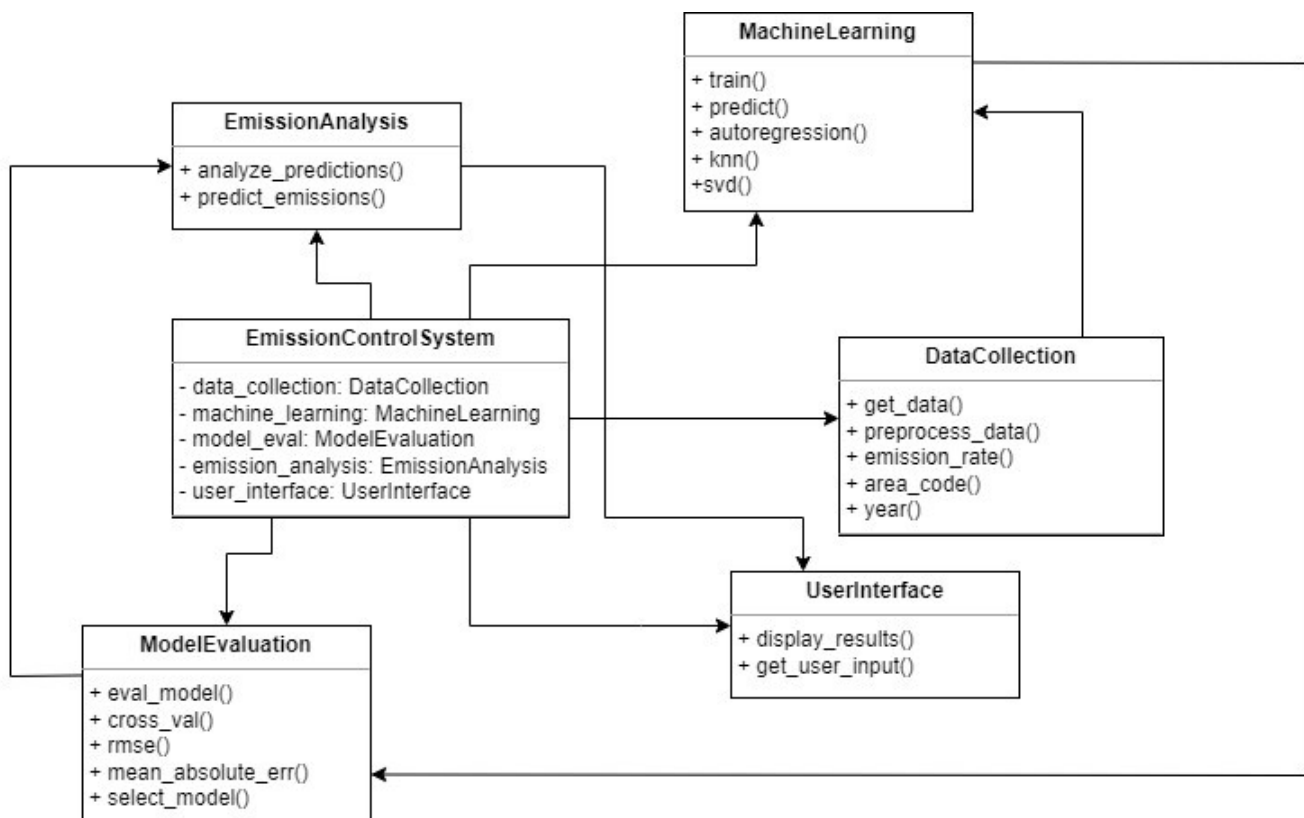 MachineLearning
+ train()
+ predict()
+ autoregression()
+ knn()
+svd()
EmissionAnalysis
+ analyze_predictions()
+ predict_emissions()
EmissionControlSystem
- data_collection: DataCollection
- machine_learning: MachineLearning
- model_eval: ModelEvaluation
- emission_analysis: EmissionAnalysis
- user_interface: UserInterface
DataCollection
+ get_data()
+ preprocess_data()
+ emission_rate()
+ area_code()
+ year()
UserInterface
+ display_results()
+ get_user_input()
ModelEvaluation
+ eval_model()
+ cross_val()
+ rmse()
+ mean_absolute_err()
+ select_model()